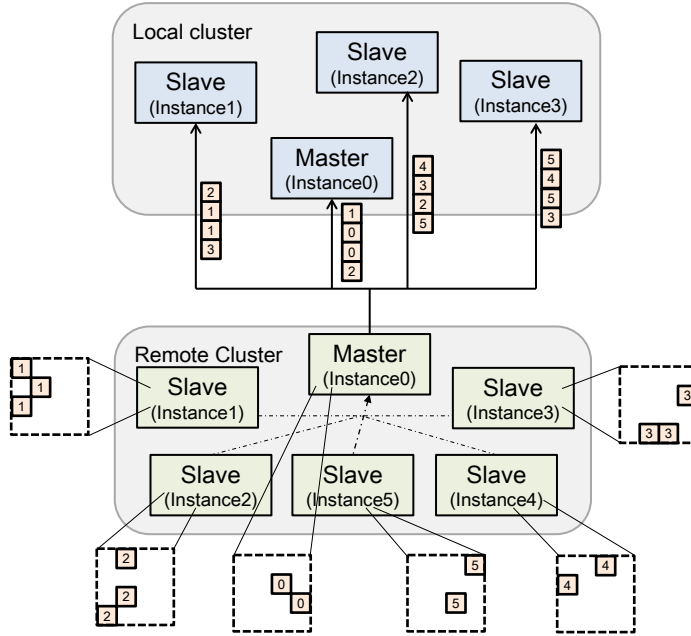 Local cluster
Slave
(Instance1)
Slave
(Instance2)
Slave
(Instance3)
Master
(Instance0)
2
1
1
3
1
0
0
2
4
3
2
5
5
4
5
3
Remote Cluster
Master
(Instance0)
Slave
(Instance1)
Slave
(Instance3)
Slave
(Instance2)
Slave
(Instance5)
Slave
(Instance4)
1
1
1
3
3 3
2
2
2
0
0
5
5
4
4